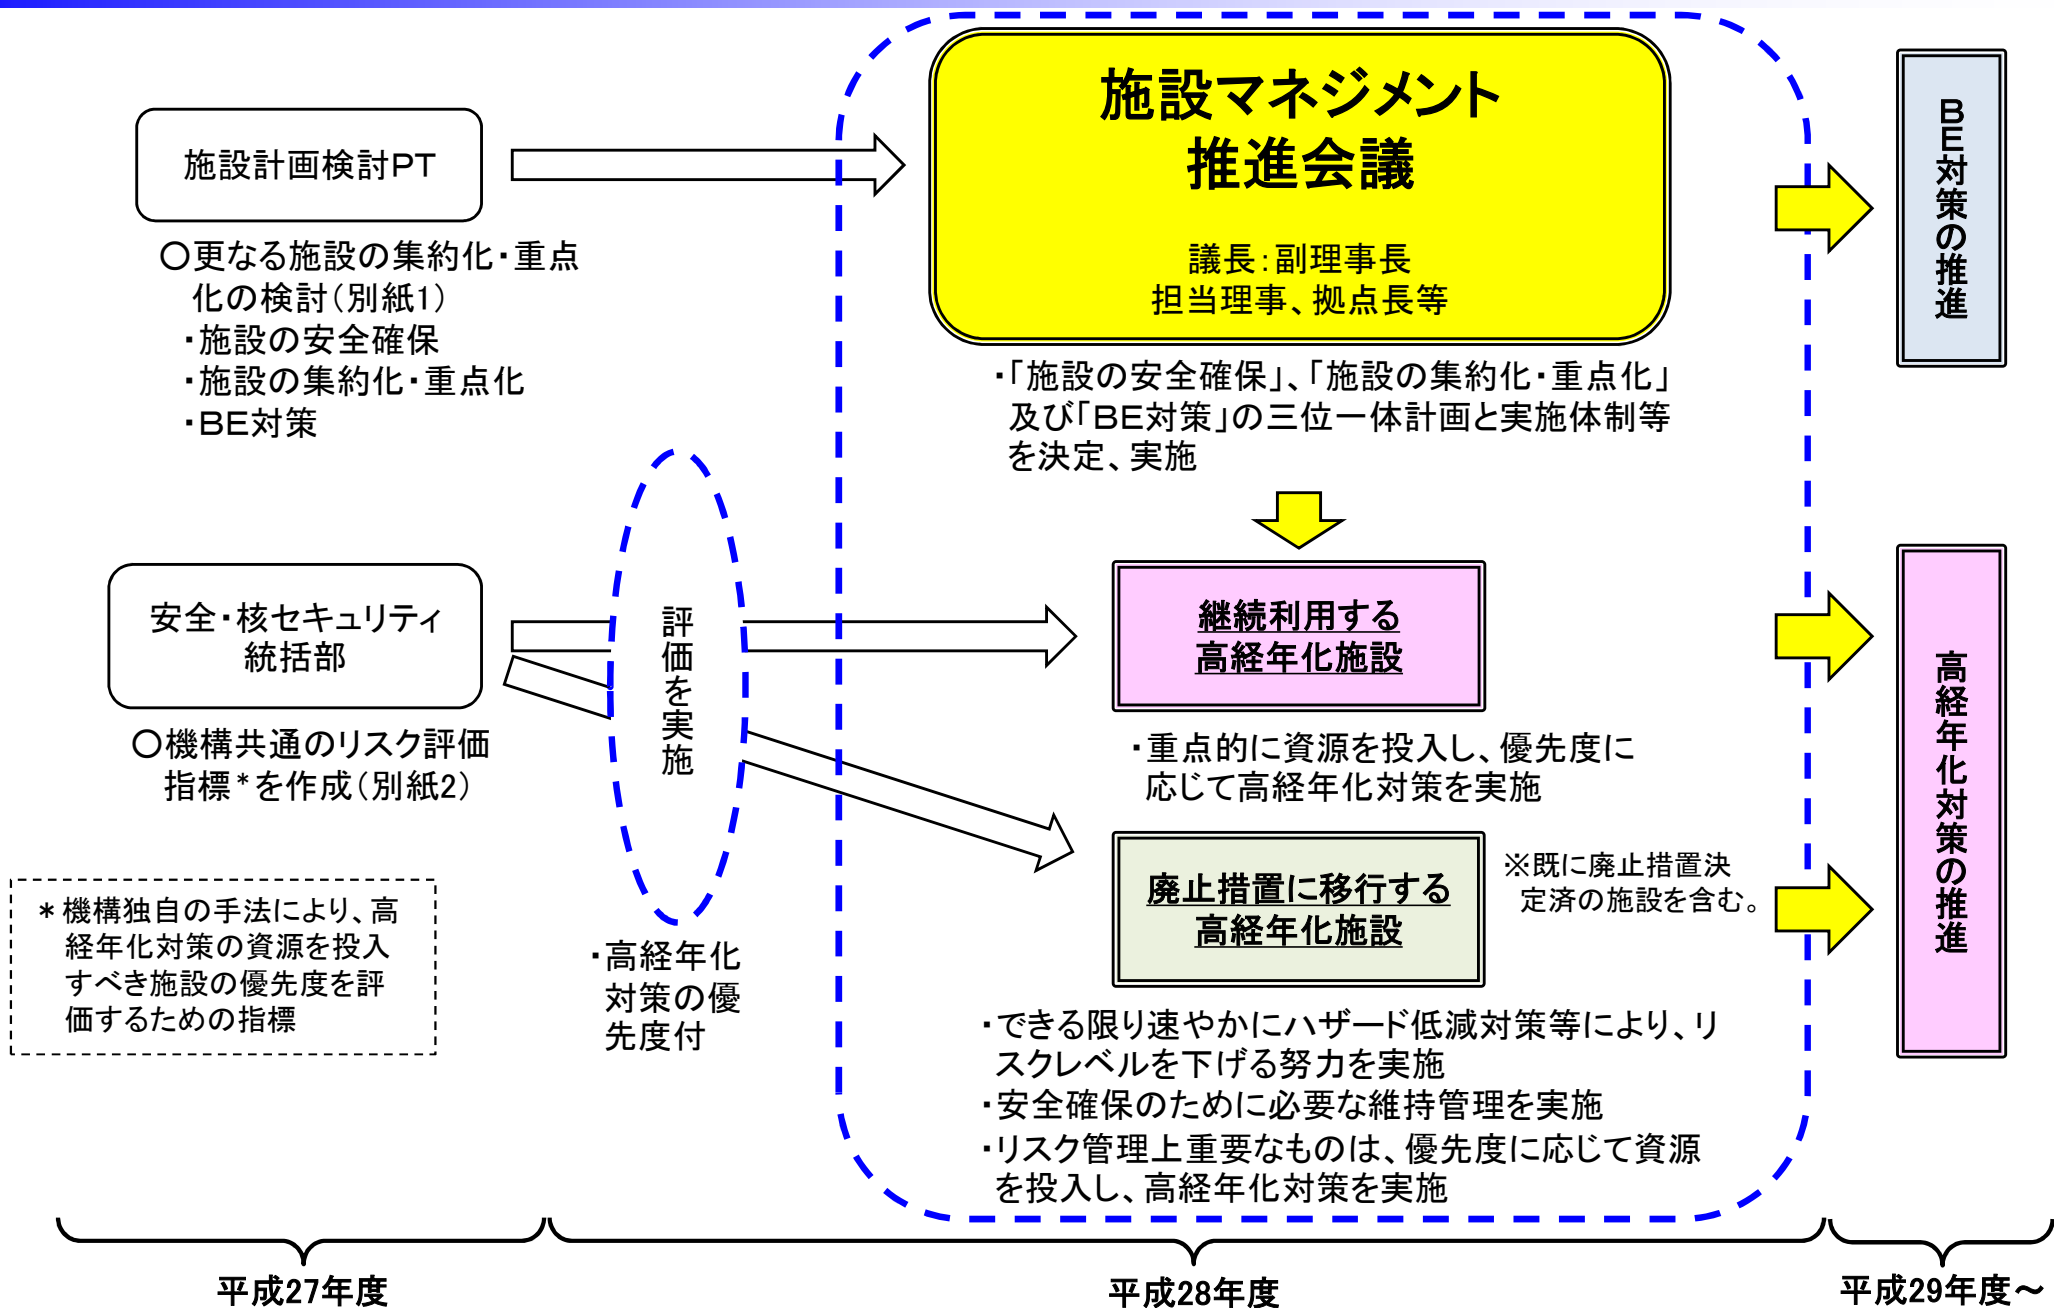 施設計画検討PT
○更なる施設の集約化・重点
化の検討(別紙1)
・施設の安全確保
・施設の集約化・重点化
・BE対策
施設マネジメント
推進会議
議長:副理事長
担当理事、拠点長等
・「施設の安全確保」、「施設の集約化・重点化」
及び「BE対策」の三位一体計画と実施体制等
を決定、実施
BE対策の推進
安全・核セキュリティ
統括部
○機構共通のリスク評価
指標*を作成(別紙2)
*機構独自の手法により、高
経年化対策の資源を投入
すべき施設の優先度を評
価するための指標
評価を実施
・高経年化
対策の優
先度付
継続利用する
高経年化施設
・重点的に資源を投入し、優先度に
応じて高経年化対策を実施
廃止措置に移行する
高経年化施設
※既に廃止措置決
定済の施設を含む。
・できる限り速やかにハザード低減対策等により、リ
スクレベルを下げる努力を実施
・安全確保のために必要な維持管理を実施
・リスク管理上重要なものは、優先度に応じて資源
を投入し、高経年化対策を実施
高経年化対策の推進
平成27年度
平成28年度
平成29年度～